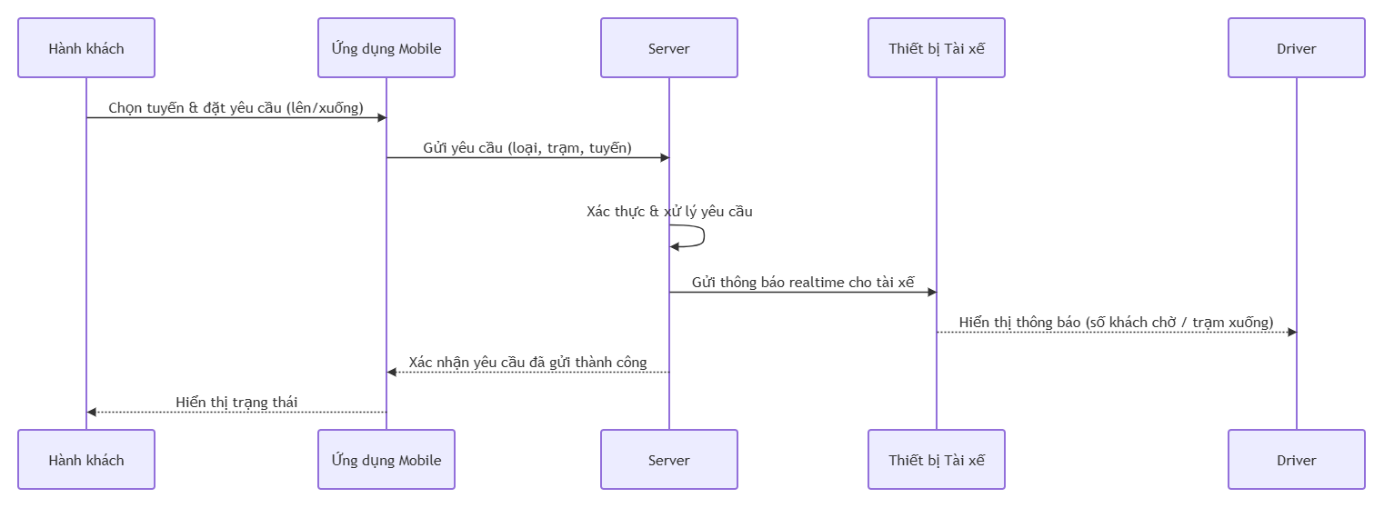 Hành khách
Ứng dụng Mobile
Server
Thiết bị Tài xế
Driver
Chọn tuyến & đặt yêu cầu (lên/xuống)
Gửi yêu cầu (loại, trạm, tuyến)
Xác thực & xử lý yêu cầu
Gửi thông báo realtime cho tài xế
Hiển thị thông báo (số khách chờ / trạm xuống)
Xác nhận yêu cầu đã gửi thành công
Hiển thị trạng thái
Hành khách
Ứng dụng Mobile
Server
Thiết bị Tài xế
Driver